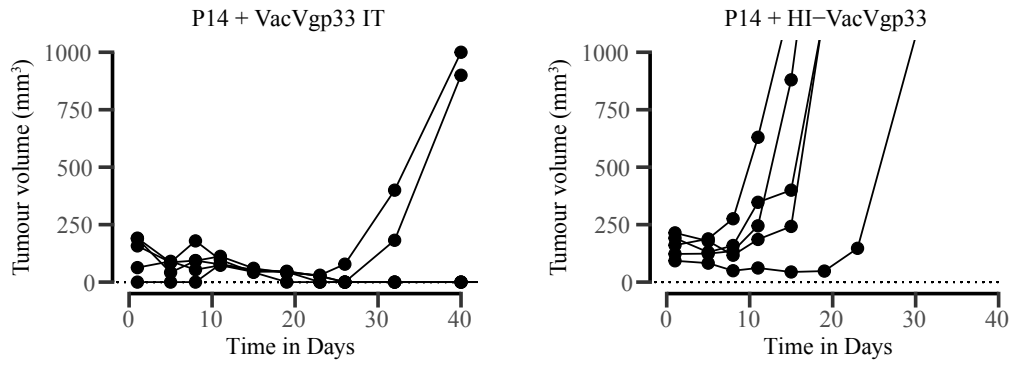 P14 + VacVgp33 IT
Tumour volume (mm³)
1000
750
500
250
0
0 10 20 30 40
Time in Days
P14 + HI−VacVgp33
Tumour volume (mm³)
1000
750
500
250
0
0 10 20 30 40
Time in Days